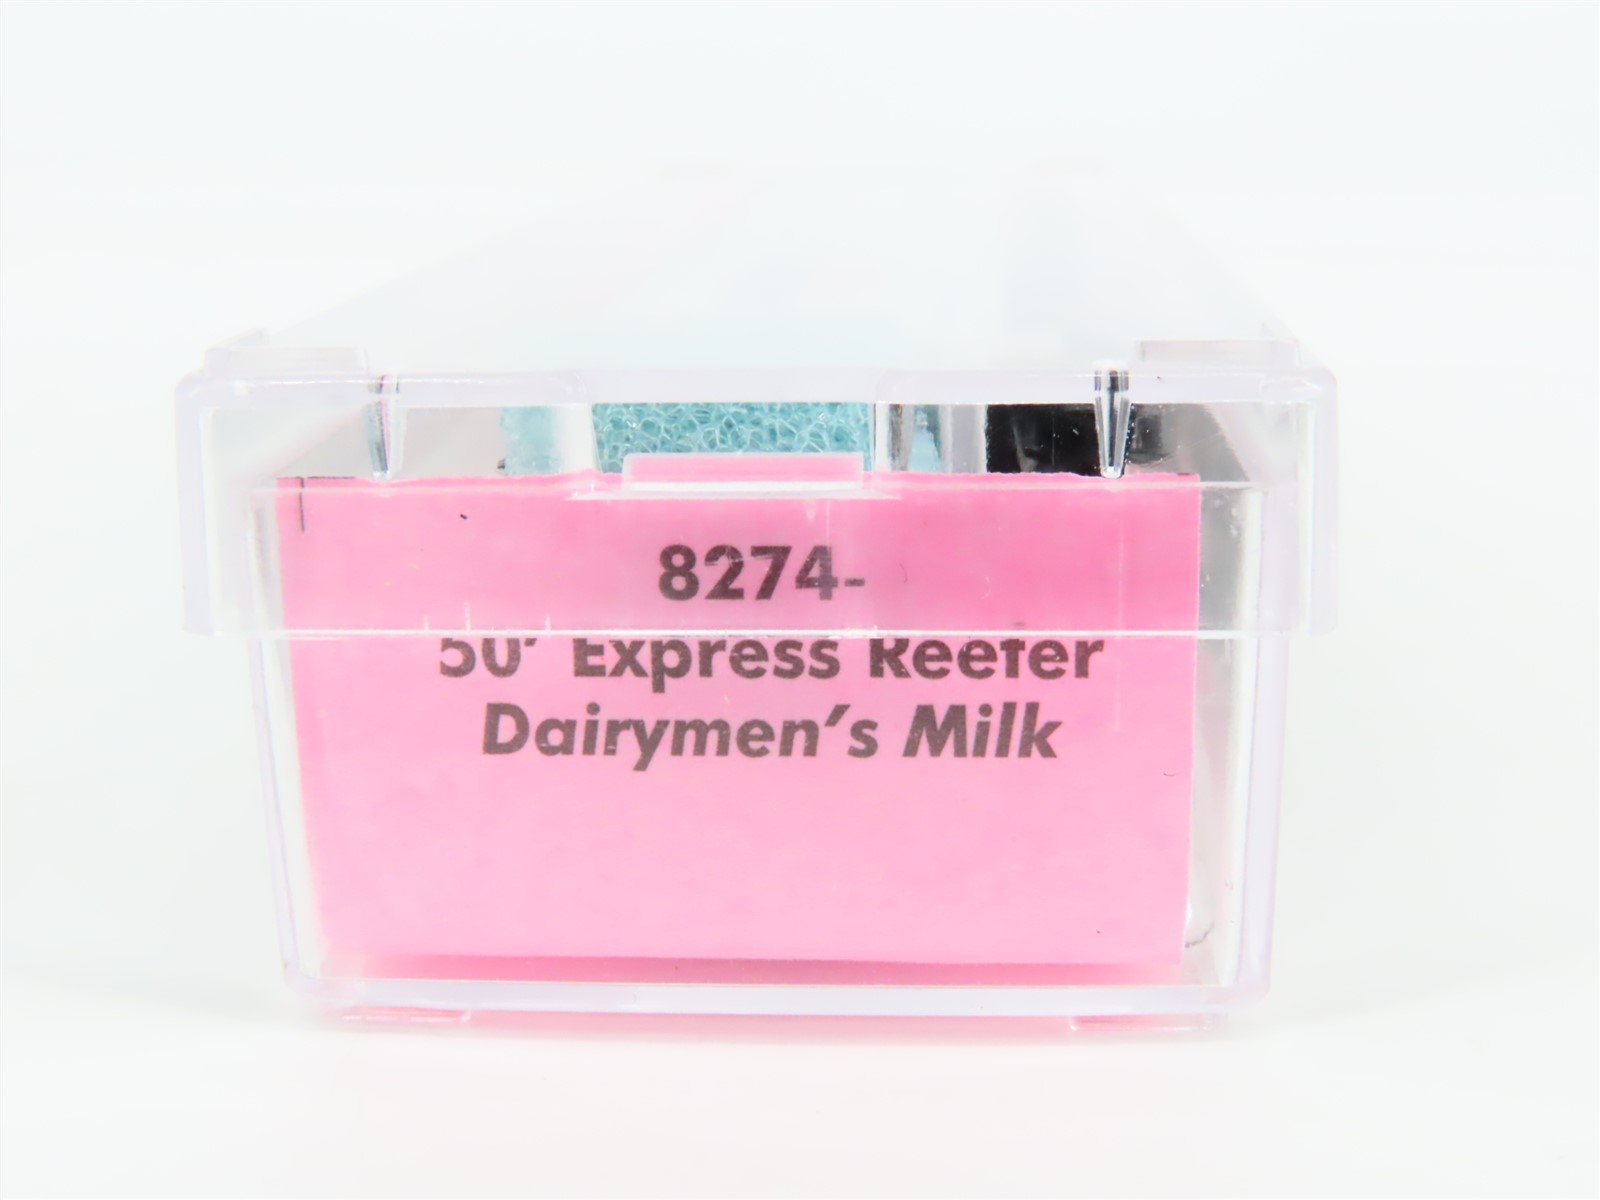 8274-
50' Express Reefer
Dairymen's Milk